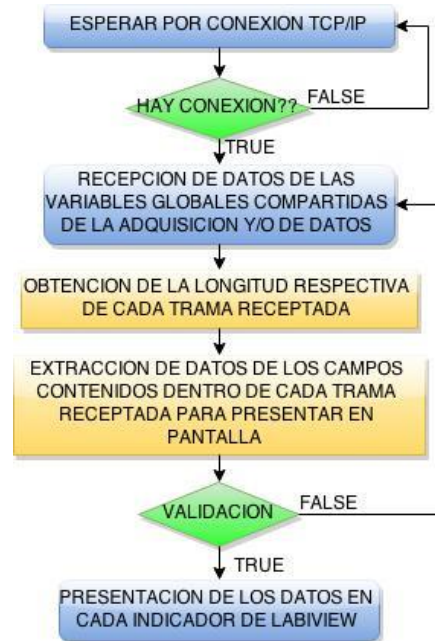 ESPERAR POR CONEXION TCP/IP
HAY CONEXION??
FALSE
TRUE
RECEPCION DE DATOS DE LAS
VARIABLES GLOBALES COMPARTIDAS
DE LA ADQUISICION Y/O DE DATOS
OBTENCION DE LA LONGITUD RESPECTIVA
DE CADA TRAMA RECEPTADA
EXTRACCION DE DATOS DE LOS CAMPOS
CONTENIDOS DENTRO DE CADA TRAMA
RECEPTADA PARA PRESENTAR EN
PANTALLA
VALIDACION
FALSE
TRUE
PRESENTACION DE LOS DATOS EN
CADA INDICADOR DE LABIVIEW